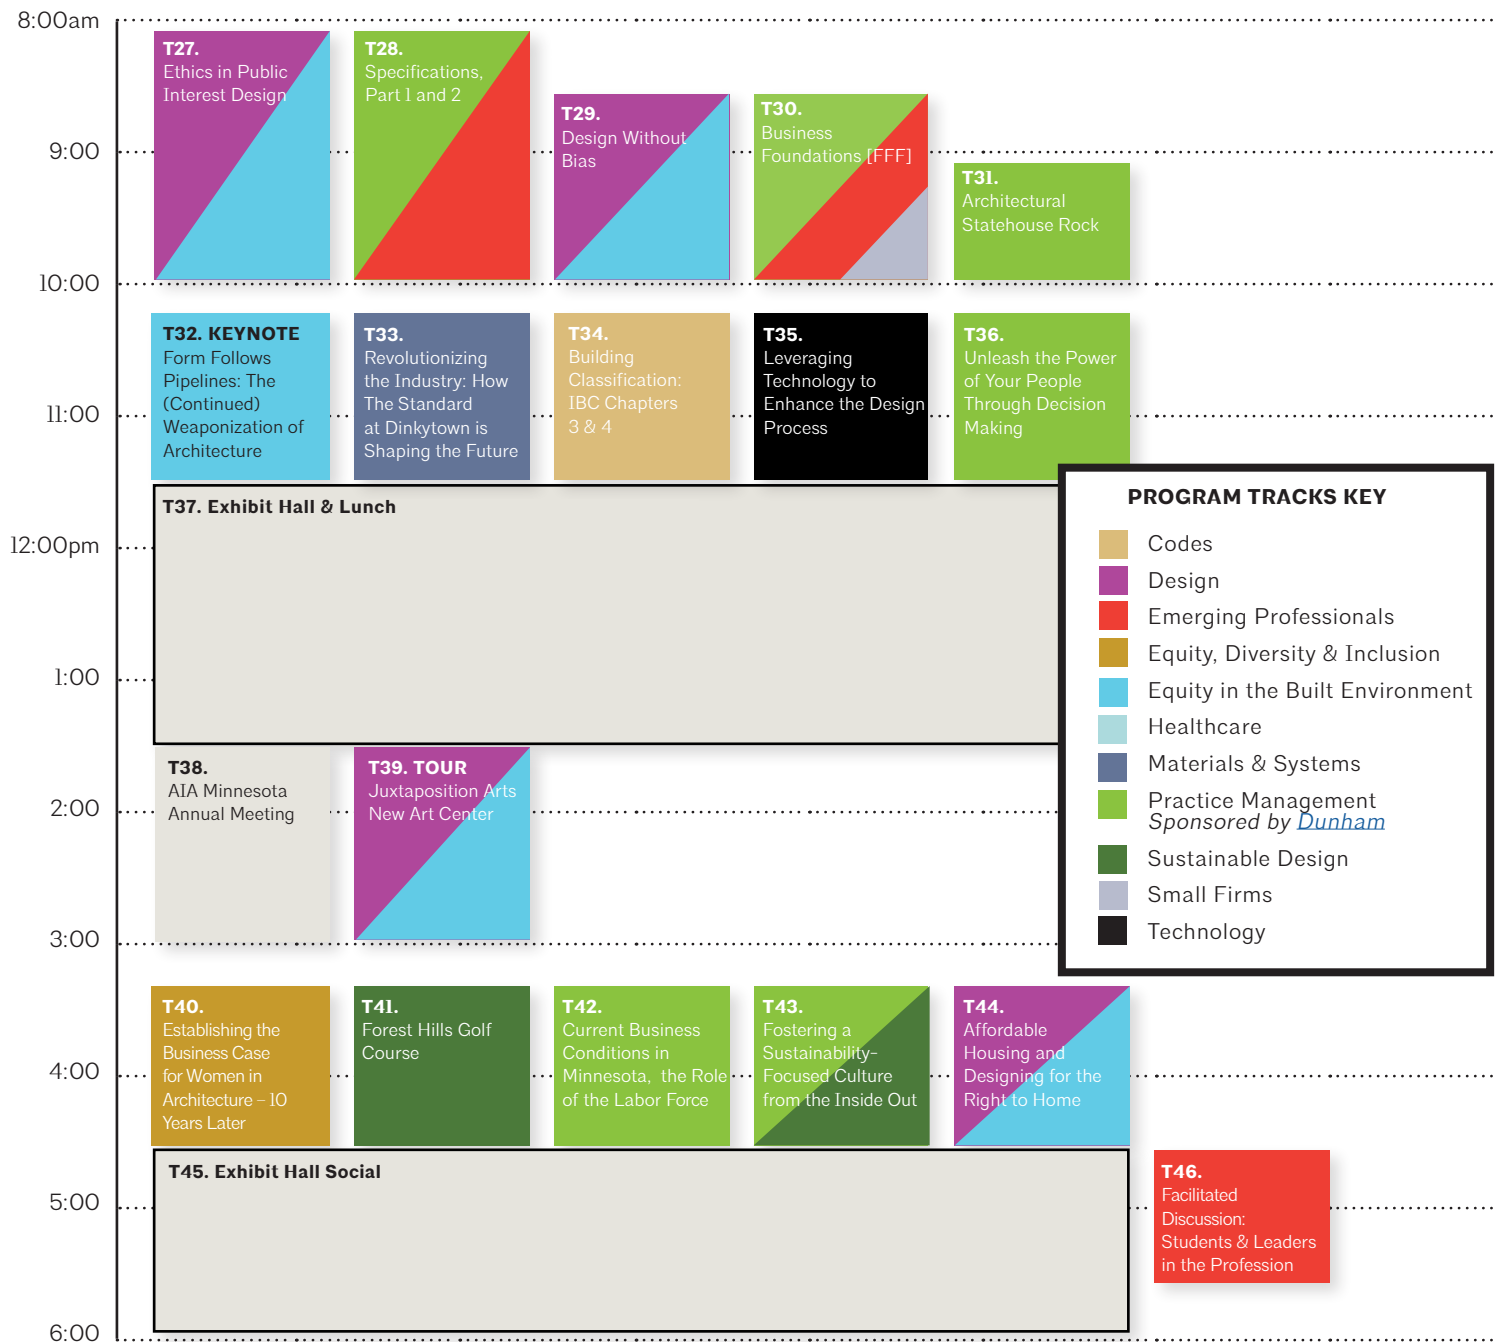 8:00am
T27.
Ethics in Public
Interest Design
T28.
Specifications,
Part 1 and 2
T29.
Design Without
Bias
T30.
Business
Foundations [FFF]
9:00
T31.
Architectural
Statehouse Rock
10:00
T32. KEYNOTE
Form Follows
Pipelines: The
(Continued)
Weaponization of
Architecture
T33.
Revolutionizing
the Industry: How
The Standard
at Dinkytown is
Shaping the Future
T34.
Building
Classification:
IBC Chapters
3 & 4
T35.
Leveraging
Technology to
Enhance the Design
Process
T36.
Unleash the Power
of Your People
Through Decision
Making
11:00
T37. Exhibit Hall & Lunch
12:00pm
1:00
PROGRAM TRACKS KEY
Codes
Design
Emerging Professionals
Equity, Diversity & Inclusion
Equity in the Built Environment
Healthcare
Materials & Systems
Practice Management
Sponsored by Dunham
Sustainable Design
Small Firms
Technology
T38.
AIA Minnesota
Annual Meeting
T39. TOUR
Juxtaposition Arts
New Art Center
2:00
3:00
T40.
Establishing the
Business Case
for Women in
Architecture – 10
Years Later
T41.
Forest Hills Golf
Course
T42.
Current Business
Conditions in
Minnesota, the Role
of the Labor Force
T43.
Fostering a
Sustainability-
Focused Culture
from the Inside Out
T44.
Affordable
Housing and
Designing for the
Right to Home
4:00
T45. Exhibit Hall Social
T46.
Facilitated
Discussion:
Students & Leaders
in the Profession
5:00
6:00